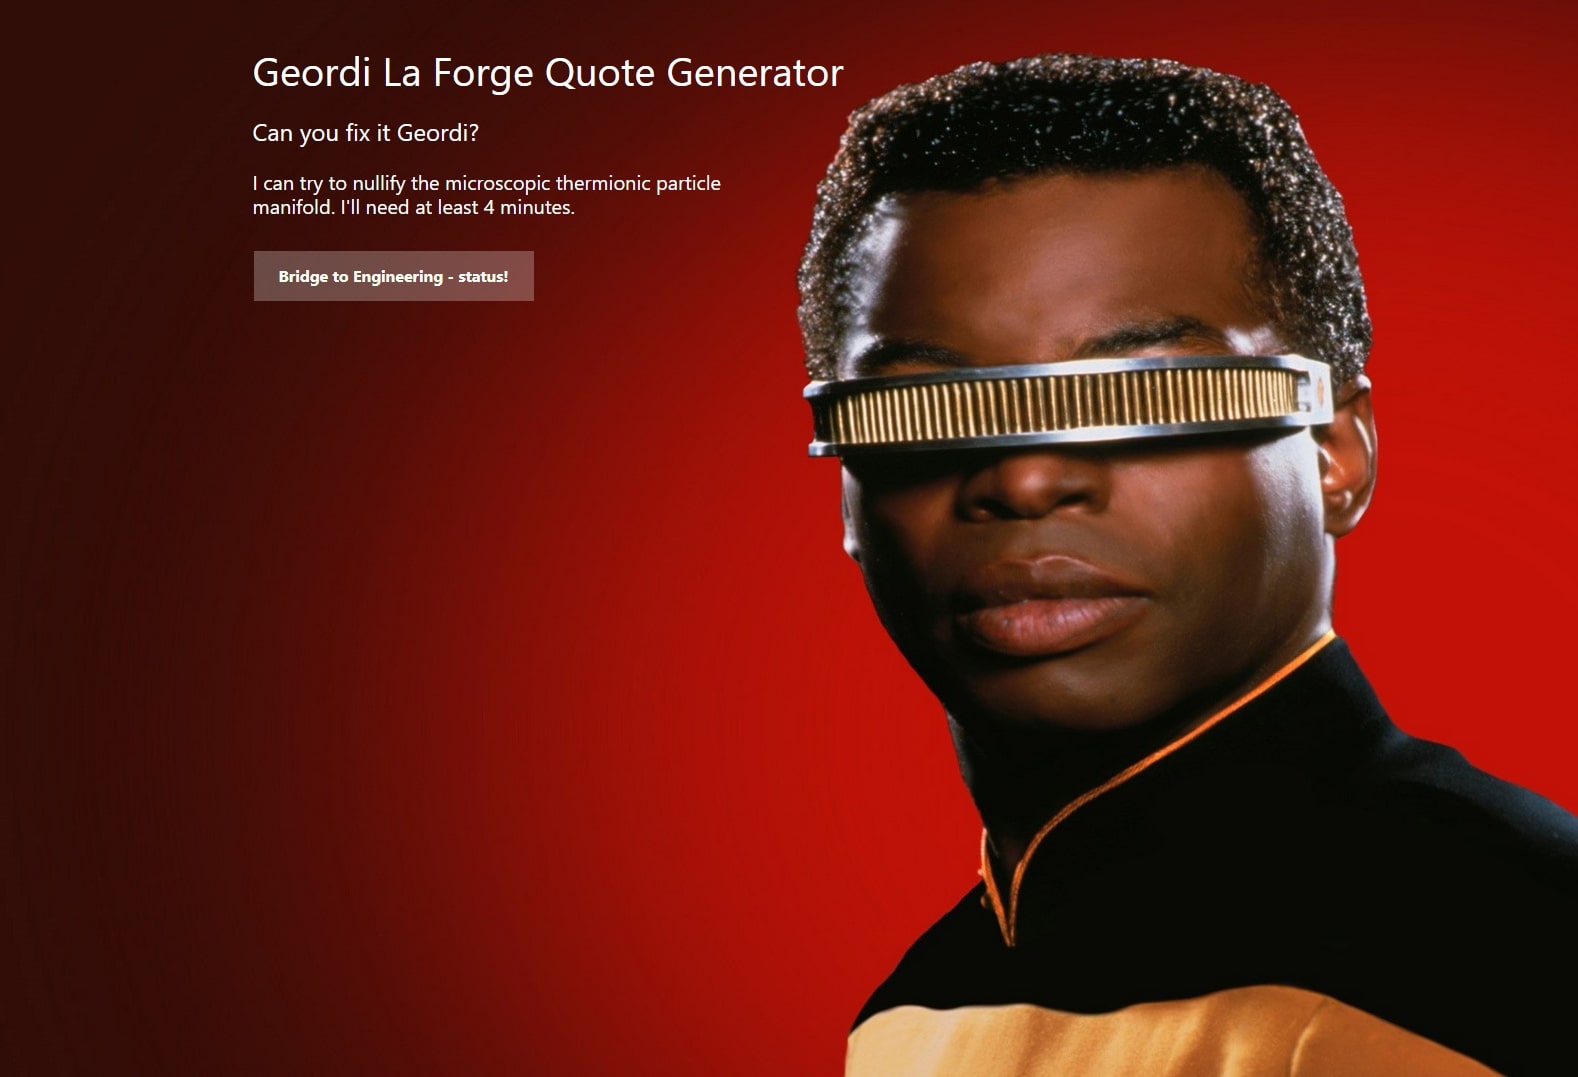 Geordi La Forge Quote Generator
Can you fix it Geordi?
I can try to nullify the microscopic thermionic particle
manifold. I'll need at least 4 minutes.
Bridge to Engineering - status!